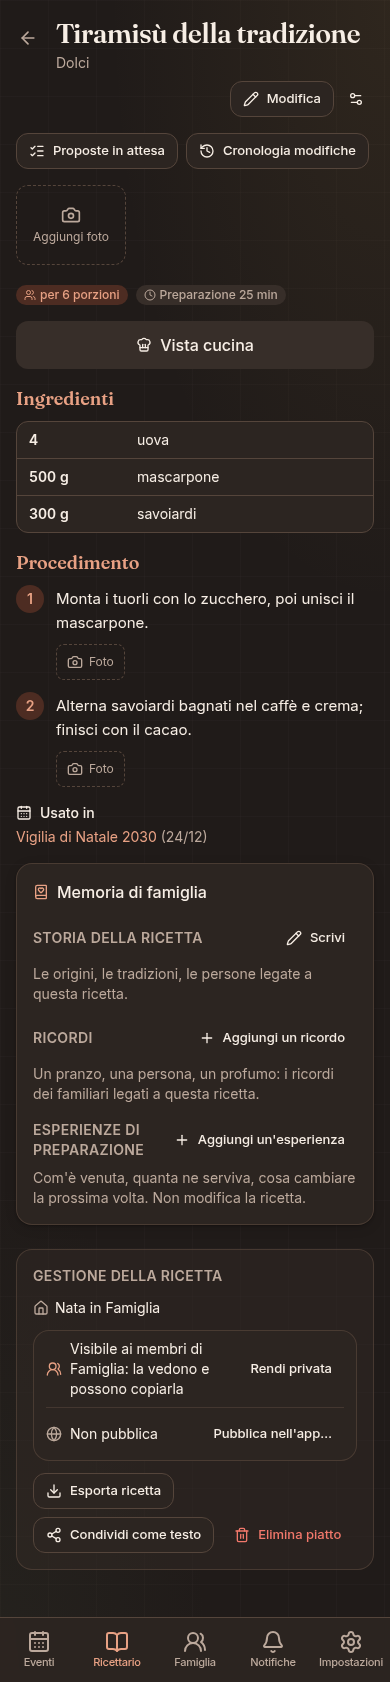 Tiramisù della tradizione
Dolci
Modifica
Proposte in attesa
Cronologia modifiche
Aggiungi foto
per 6 porzioni
Preparazione 25 min
Vista cucina
Ingredienti
4 uova
500 g mascarpone
300 g savoiardi
Procedimento
1 Monta i tuorli con lo zucchero, poi unisci il
mascarpone.
Foto
2 Alterna savoiardi bagnati nel caffè e crema;
finisci con il cacao.
Foto
Usato in
Vigilia di Natale 2030 (24/12)
Memoria di famiglia
STORIA DELLA RICETTA
Scrivi
Le origini, le tradizioni, le persone legate a
questa ricetta.
RICORDI
Aggiungi un ricordo
Un pranzo, una persona, un profumo: i ricordi
dei familiari legati a questa ricetta.
ESPERIENZE DI
PREPARAZIONE
Aggiungi un'esperienza
Com'è venuta, quanta ne serviva, cosa cambiare
la prossima volta. Non modifica la ricetta.
GESTIONE DELLA RICETTA
Nata in Famiglia
Visibile ai membri di
Famiglia: la vedono e
possono copiarla
Rendi privata
Non pubblica
Pubblica nell'app…
Esporta ricetta
Condividi come testo
Elimina piatto
Eventi
Ricettario
Famiglia
Notifiche
Impostazioni